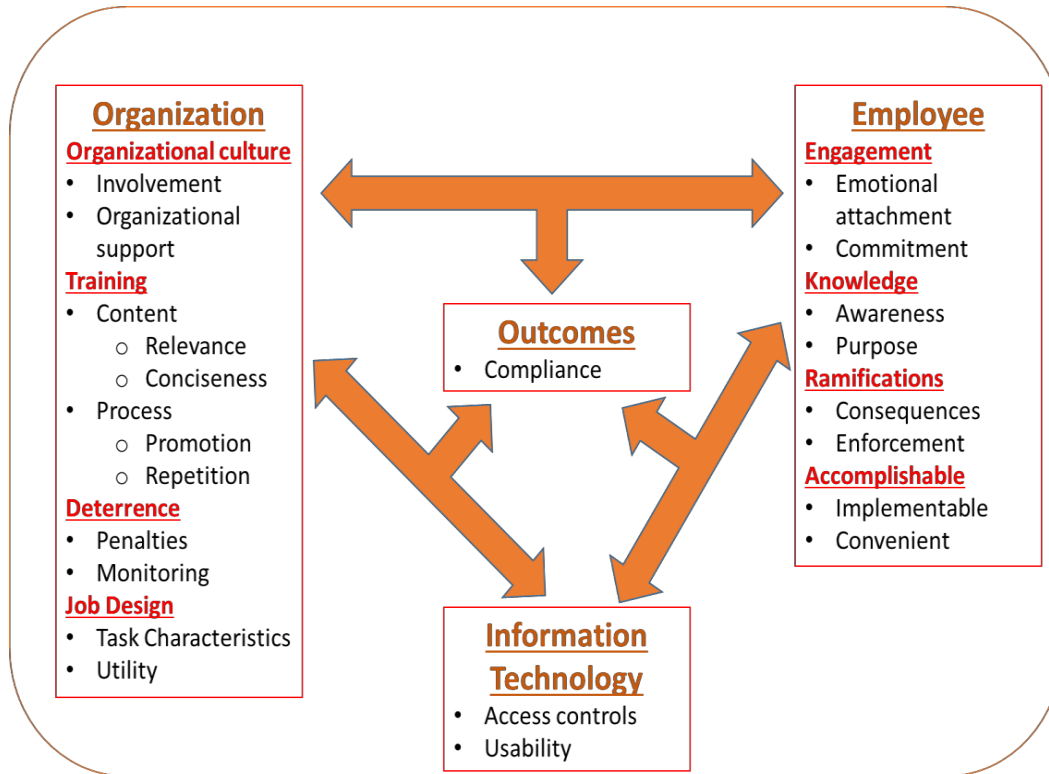 Organization
Organizational culture
• Involvement
• Organizational
support
Training
• Content
o Relevance
o Conciseness
• Process
o Promotion
o Repetition
Deterrence
• Penalties
• Monitoring
Job Design
• Task Characteristics
• Utility
Outcomes
• Compliance
Information
Technology
• Access controls
• Usability
Employee
Engagement
• Emotional
attachment
• Commitment
Knowledge
• Awareness
• Purpose
Ramifications
• Consequences
• Enforcement
Accomplishable
• Implementable
• Convenient